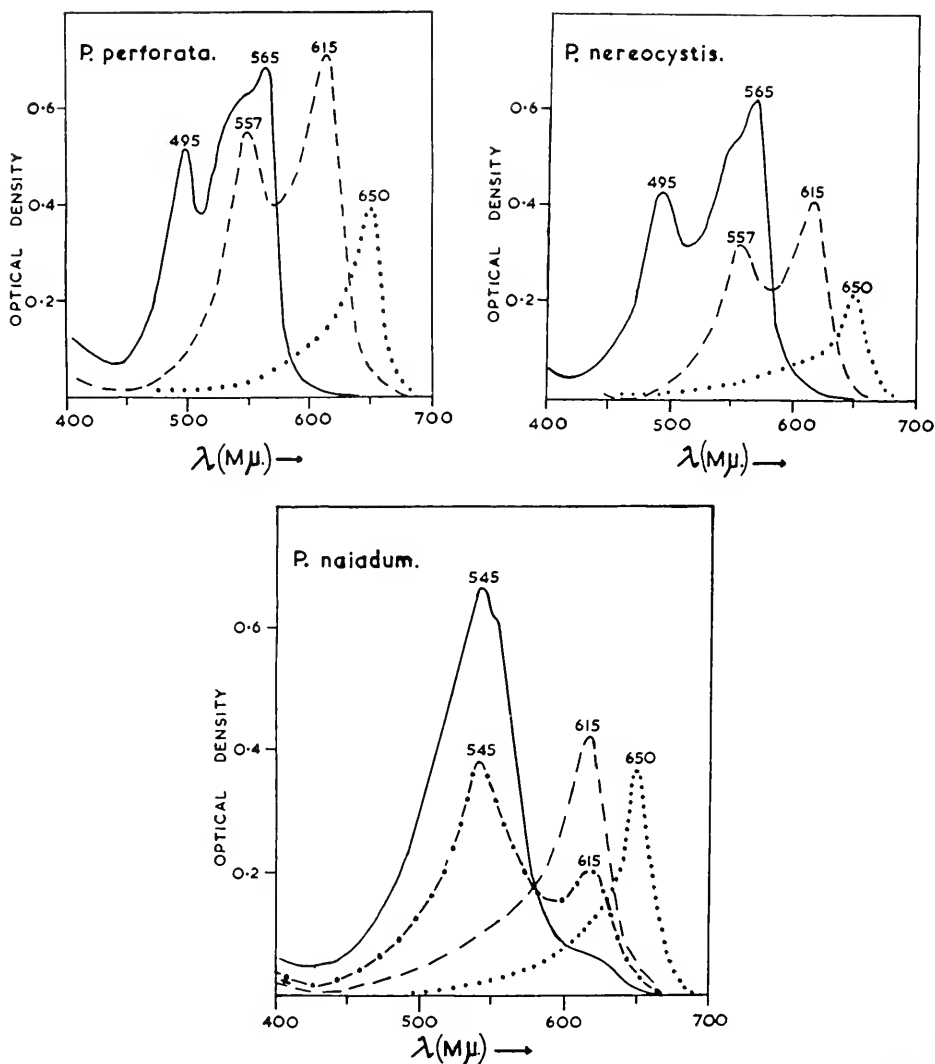 P. perforata.
495
565
557
615
650
0.6
0.4
0.2
OPTICAL DENSITY
400 500 600 700
λ(Mμ.) →
P. nereocystis.
495
565
557
615
650
0.6
0.4
0.2
OPTICAL DENSITY
400 500 600 700
λ(Mμ.) →
P. naiadum.
545
545
615
615
650
0.6
0.4
0.2
OPTICAL DENSITY
400 500 600 700
λ(Mμ.) →